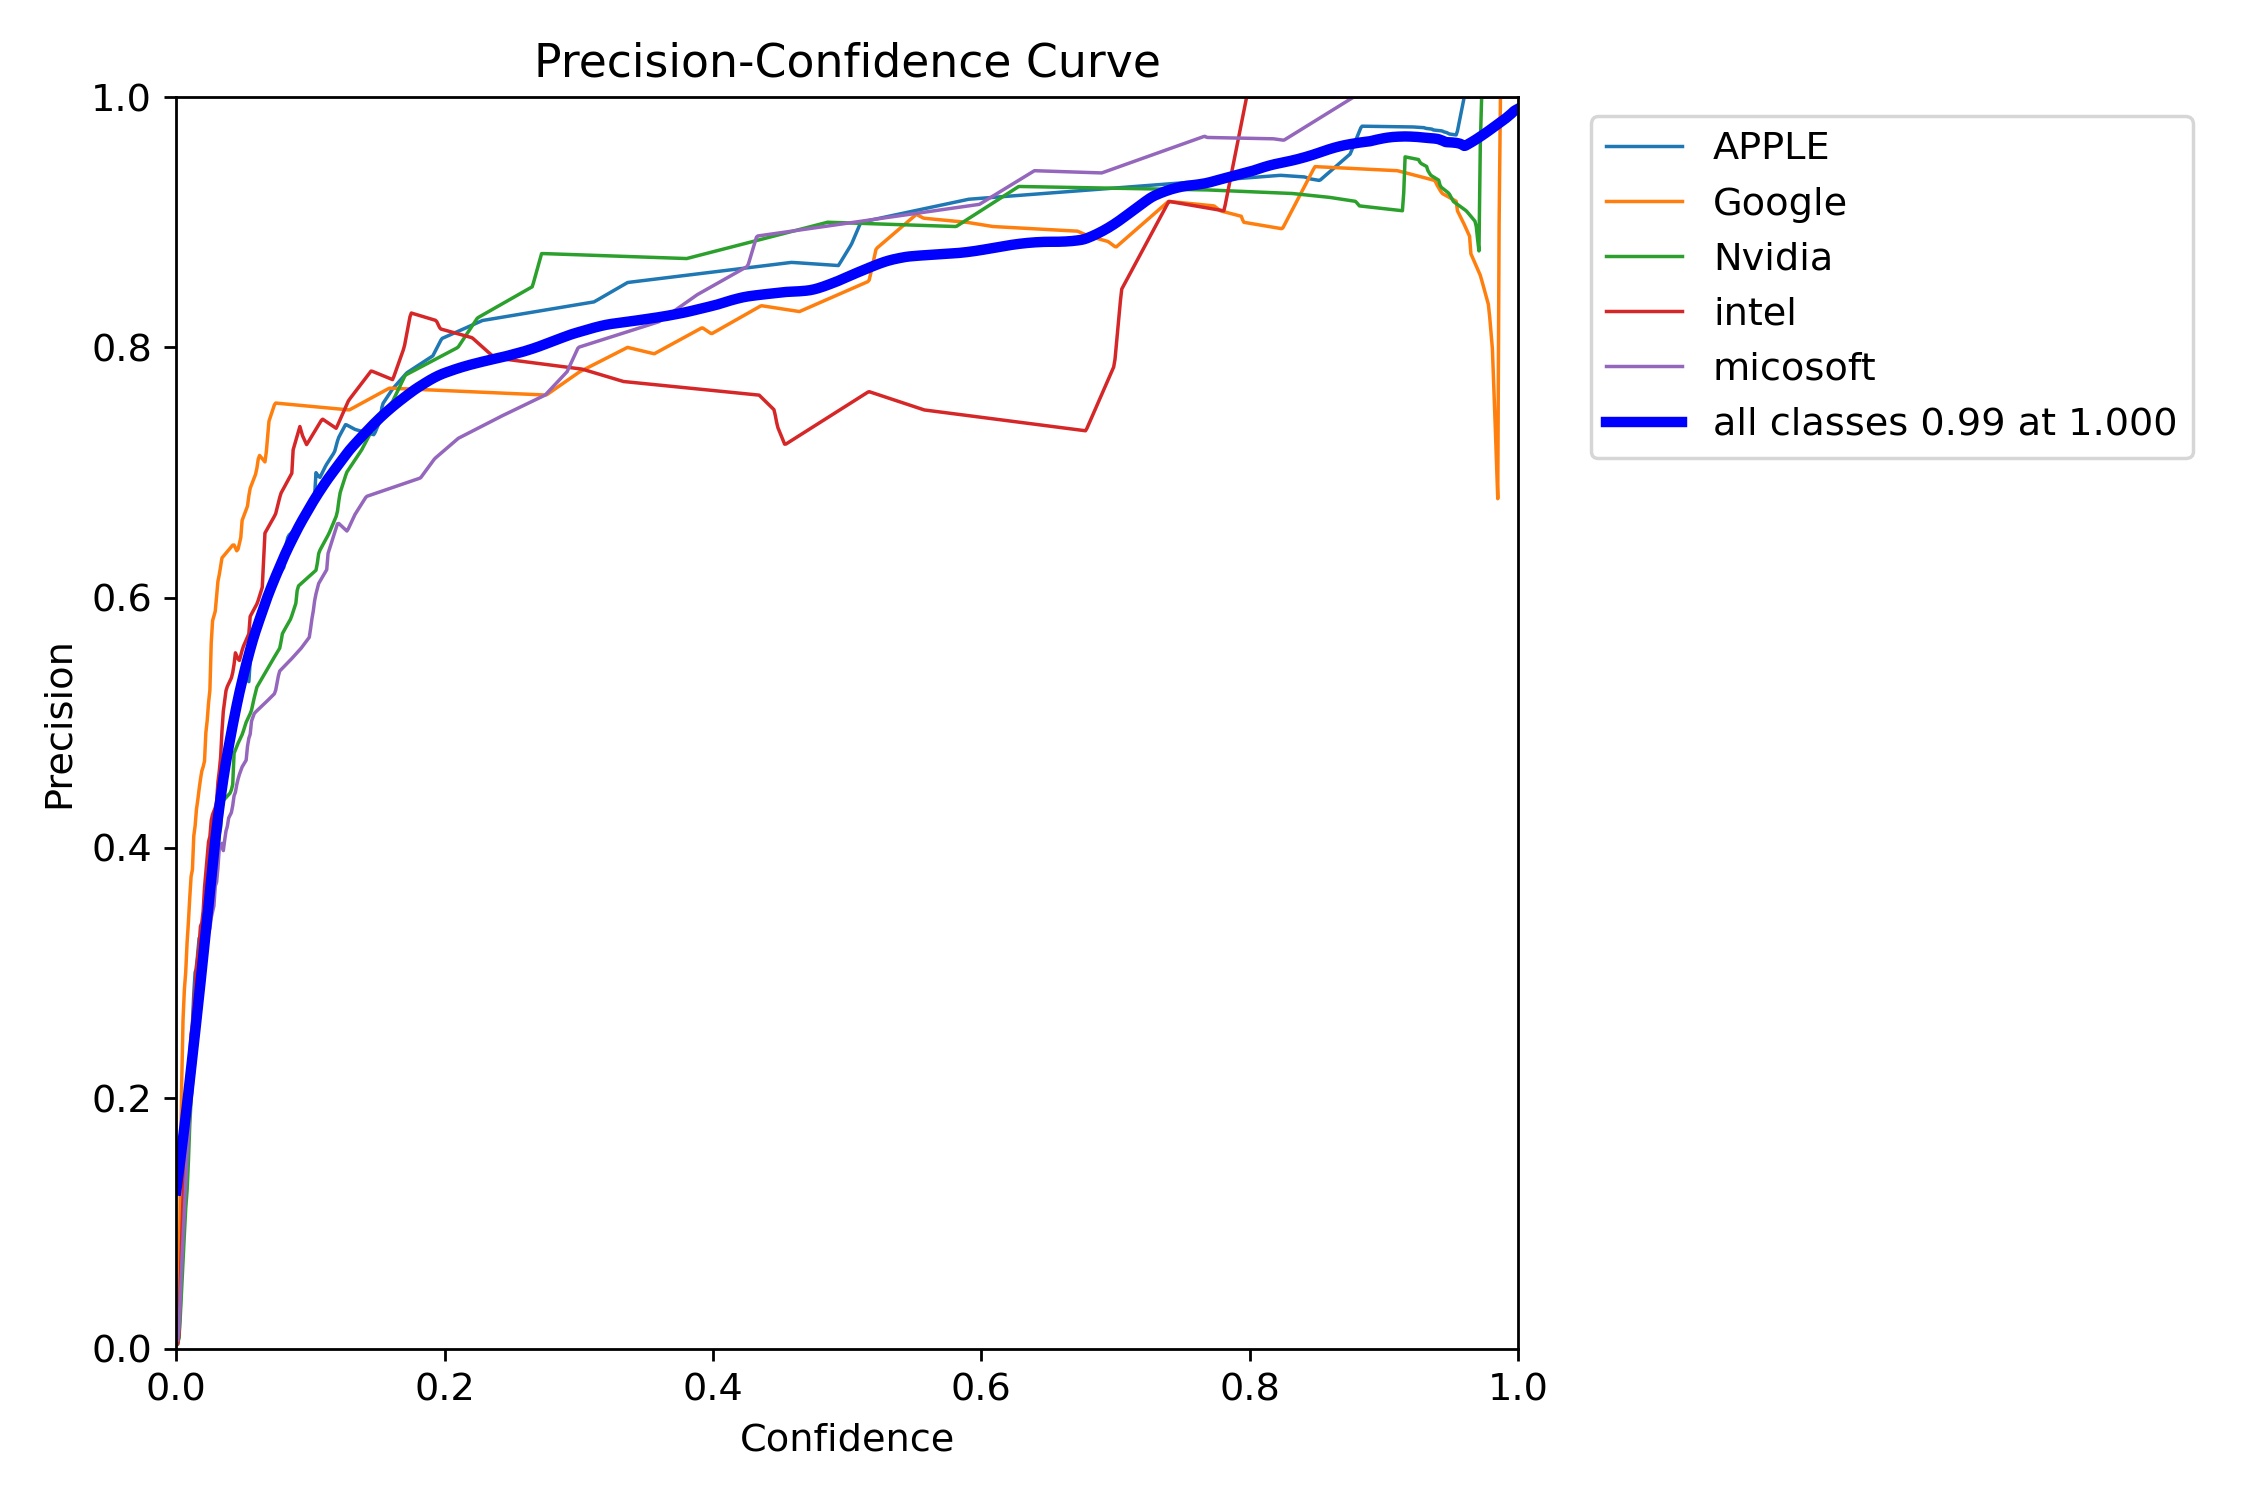 Precision-Confidence Curve
1.0
0.8
0.6
0.4
0.2
0.0
Precision
0.0 0.2 0.4 0.6 0.8 1.0
Confidence
APPLE
Google
Nvidia
intel
micosoft
all classes 0.99 at 1.000